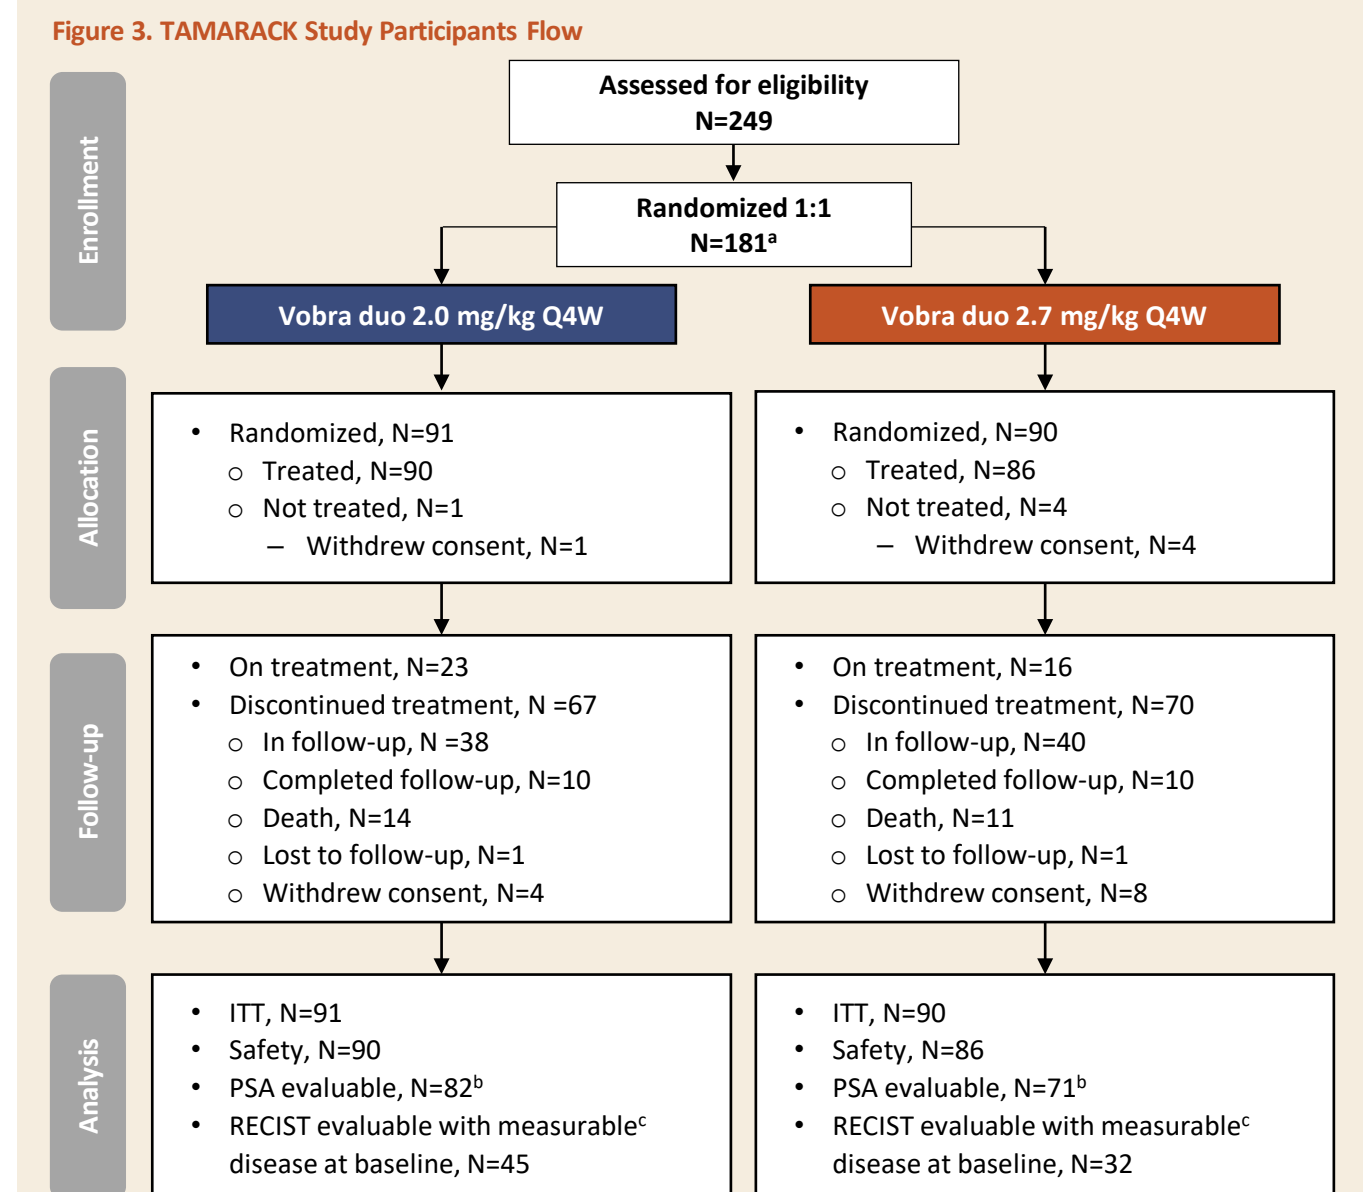 Figure 3. TAMARACK Study Participants Flow
Enrollment
Assessed for eligibility
N=249
Randomized 1:1
N=181ᵃ
Vobra duo 2.0 mg/kg Q4W
Vobra duo 2.7 mg/kg Q4W
Allocation
• Randomized, N=91
o Treated, N=90
o Not treated, N=1
– Withdrew consent, N=1
• Randomized, N=90
o Treated, N=86
o Not treated, N=4
– Withdrew consent, N=4
Follow-up
• On treatment, N=23
• Discontinued treatment, N =67
o In follow-up, N =38
o Completed follow-up, N=10
o Death, N=14
o Lost to follow-up, N=1
o Withdrew consent, N=4
• On treatment, N=16
• Discontinued treatment, N=70
o In follow-up, N=40
o Completed follow-up, N=10
o Death, N=11
o Lost to follow-up, N=1
o Withdrew consent, N=8
Analysis
• ITT, N=91
• Safety, N=90
• PSA evaluable, N=82ᵇ
• RECIST evaluable with measurableᶜ
disease at baseline, N=45
• ITT, N=90
• Safety, N=86
• PSA evaluable, N=71ᵇ
• RECIST evaluable with measurableᶜ
disease at baseline, N=32